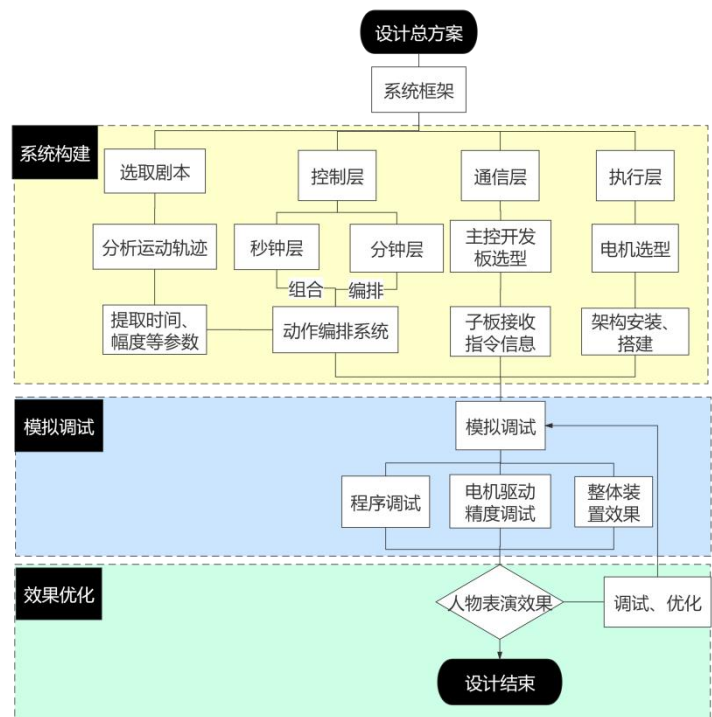 设计总方案
系统框架
系统构建
选取剧本
控制层
通信层
执行层
分析运动轨迹
秒钟层
分钟层
主控开发
板选型
电机选型
组合
编排
提取时间、
幅度等参数
动作编排系统
子板接收
指令信息
架构安装、
搭建
模拟调试
模拟调试
程序调试
电机驱动
精度调试
整体装
置效果
效果优化
人物表演效果
调试、优化
设计结束